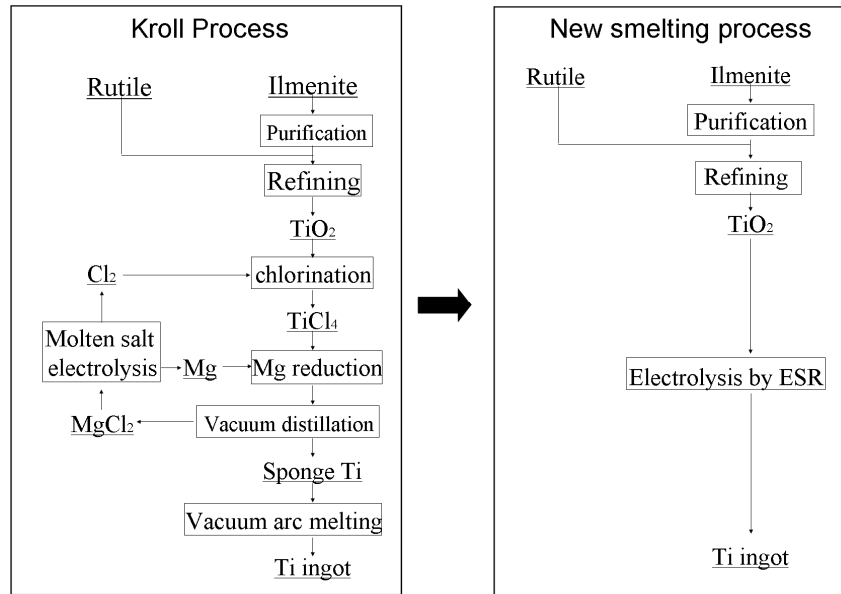 Kroll Process
Rutile
Ilmenite
Purification
Refining
TiO₂
Cl₂
chlorination
TiCl₄
Molten salt
electrolysis
Mg
Mg reduction
MgCl₂
Vacuum distillation
Sponge Ti
Vacuum arc melting
Ti ingot
New smelting process
Rutile
Ilmenite
Purification
Refining
TiO₂
Electrolysis by ESR
Ti ingot